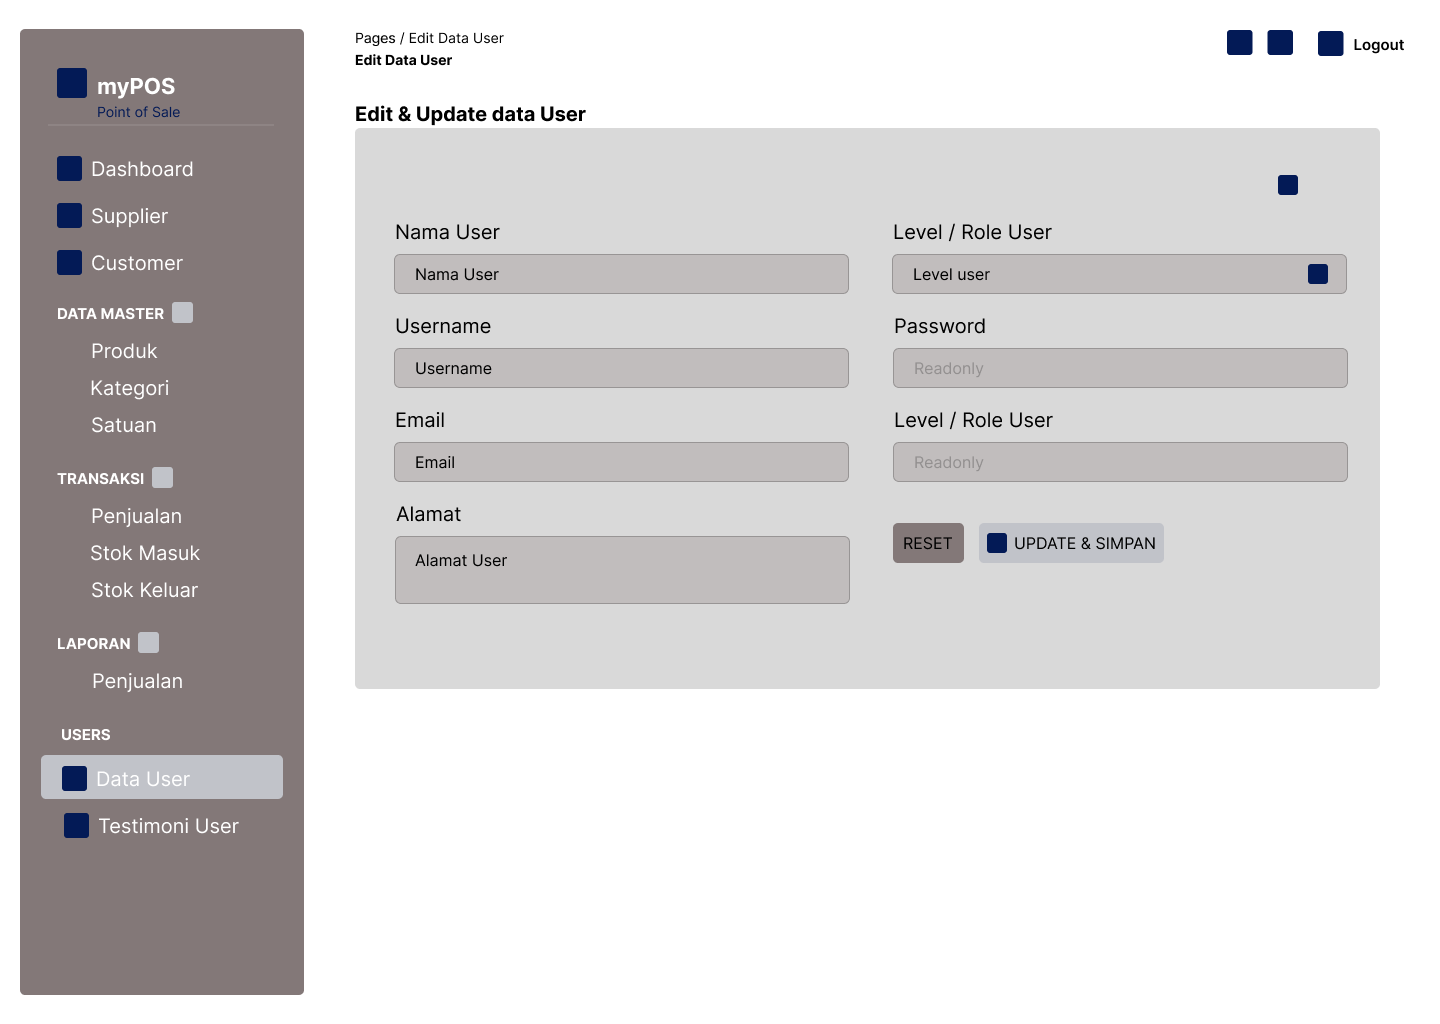 myPOS
Point of Sale
Dashboard
Supplier
Customer
DATA MASTER
Produk
Kategori
Satuan
TRANSAKSI
Penjualan
Stok Masuk
Stok Keluar
LAPORAN
Penjualan
USERS
Data User
Testimoni User
Pages / Edit Data User
Edit Data User
Logout
Edit & Update data User
Nama User
Nama User
Username
Username
Email
Email
Alamat
Alamat User
Level / Role User
Level user
Password
Readonly
Level / Role User
Readonly
RESET
UPDATE & SIMPAN